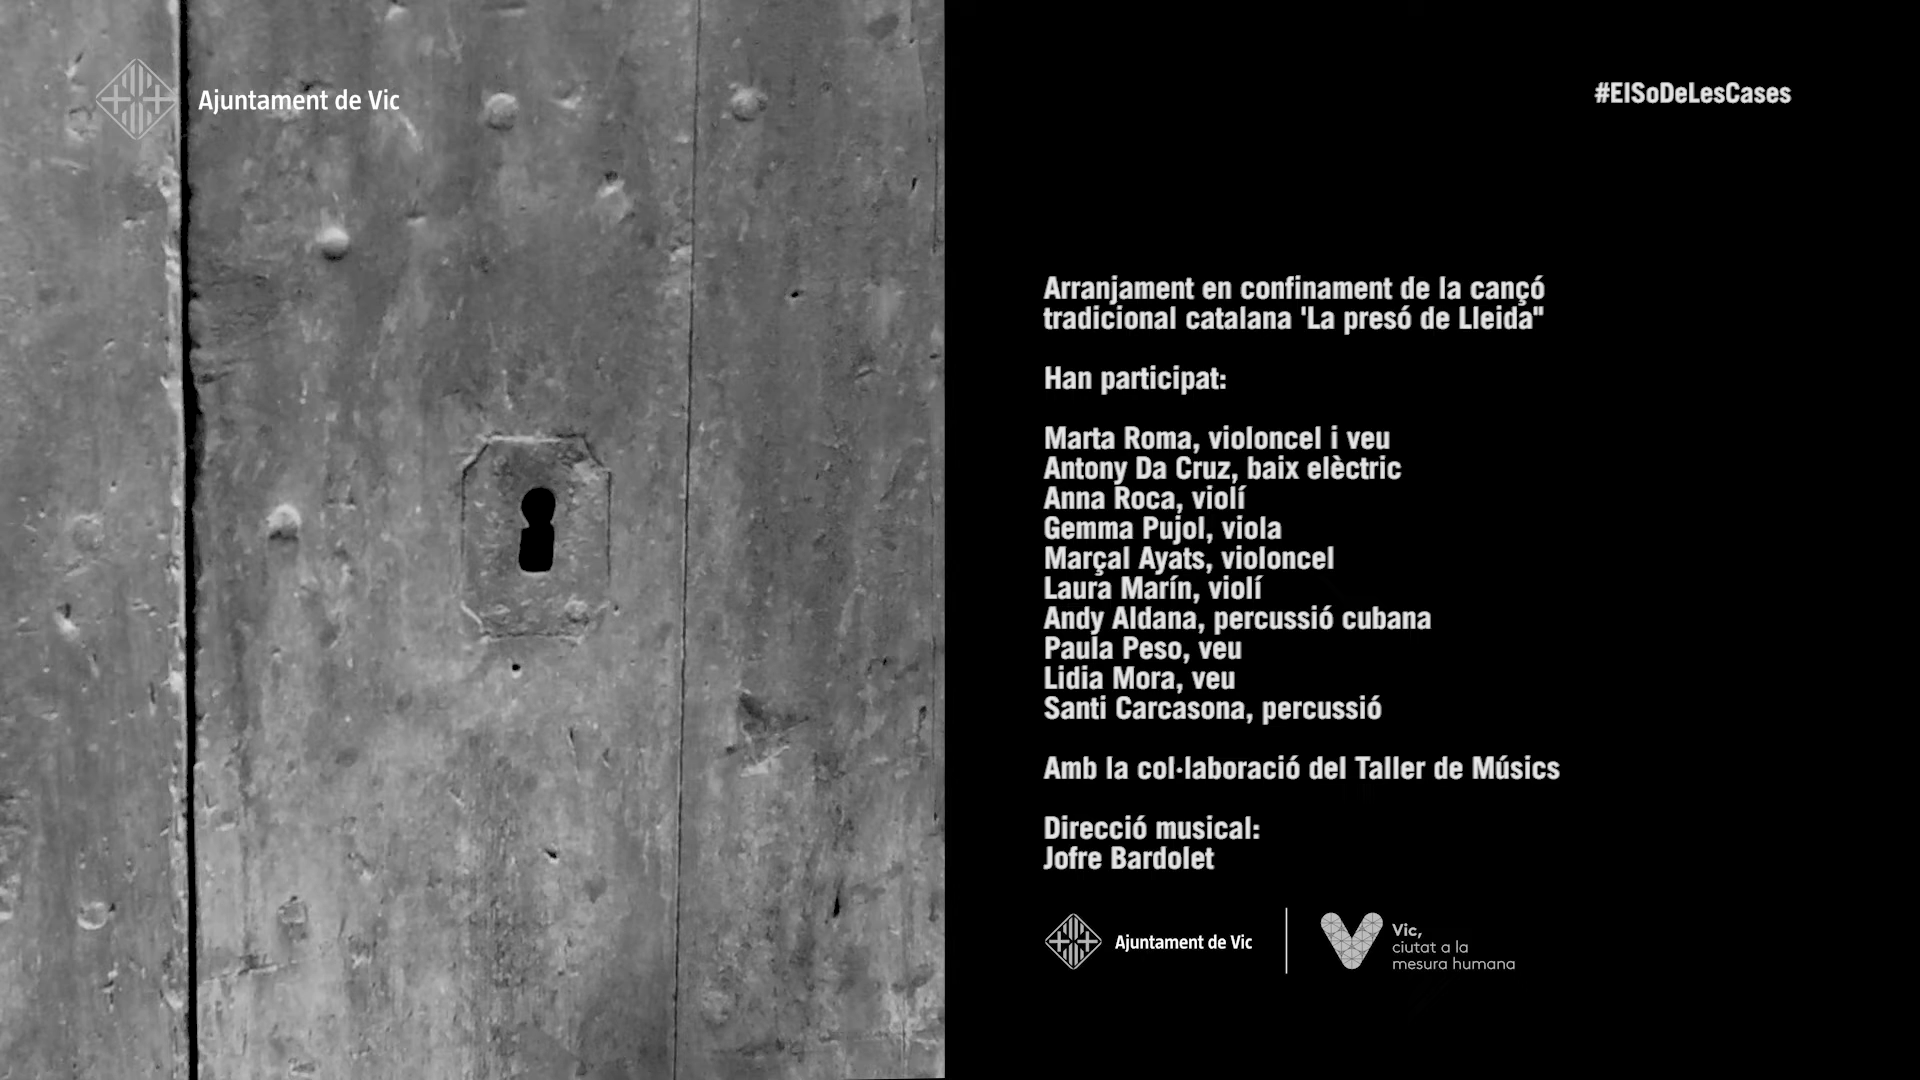 Ajuntament de Vic
#ElSoDeLesCases
Arranjament en confinament de la cançó
tradicional catalana 'La presó de Lleida"
Han participat:
Marta Roma, violoncel i veu
Antony Da Cruz, baix elèctric
Anna Roca, violí
Gemma Pujol, viola
Marçal Ayats, violoncel
Laura Marín, violí
Andy Aldana, percussió cubana
Paula Peso, veu
Lidia Mora, veu
Santi Carcasona, percussió
Amb la col·laboració del Taller de Músics
Direcció musical:
Jofre Bardolet
Ajuntament de Vic
Vic,
ciutat a la
mesura humana